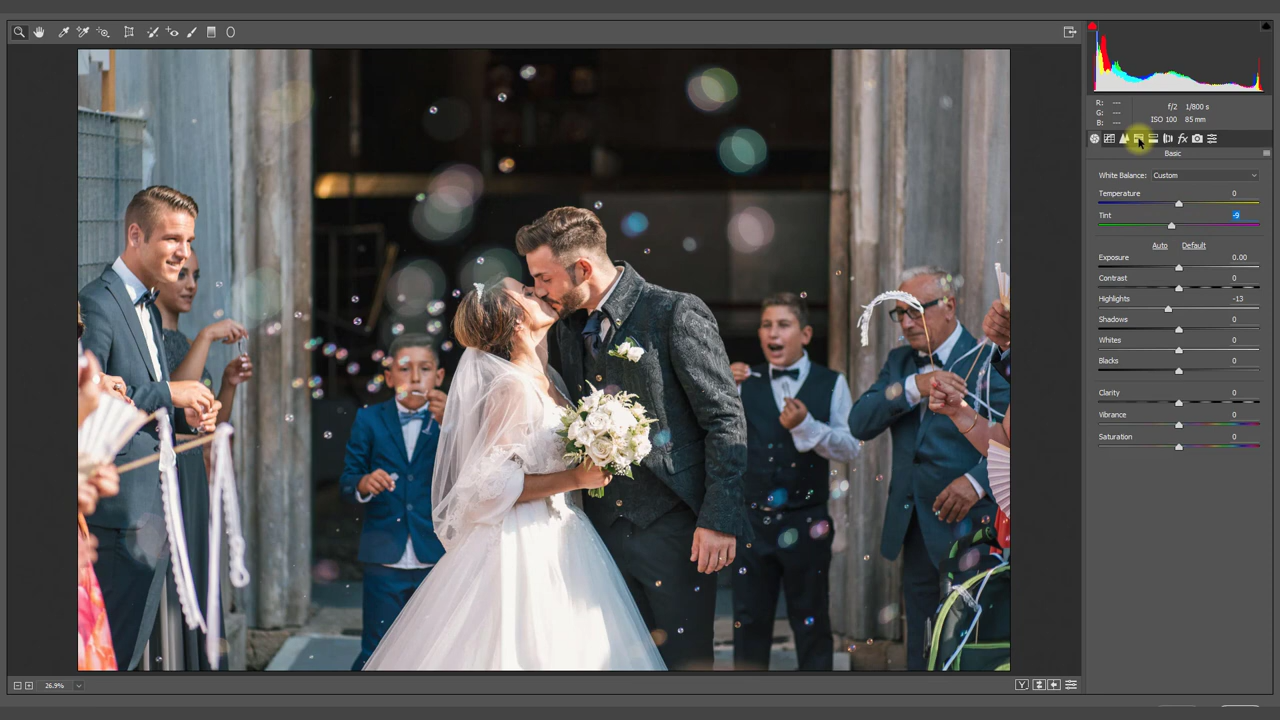 R: ---
G: ---
B: ---
f/2 1/800 s
ISO 100 85 mm
fx
Basic
White Balance: Custom
Temperature 0
Tint -9
Auto Default
Exposure 0.00
Contrast 0
Highlights -13
Shadows 0
Whites 0
Blacks 0
Clarity 0
Vibrance 0
Saturation 0
26.9%
Y